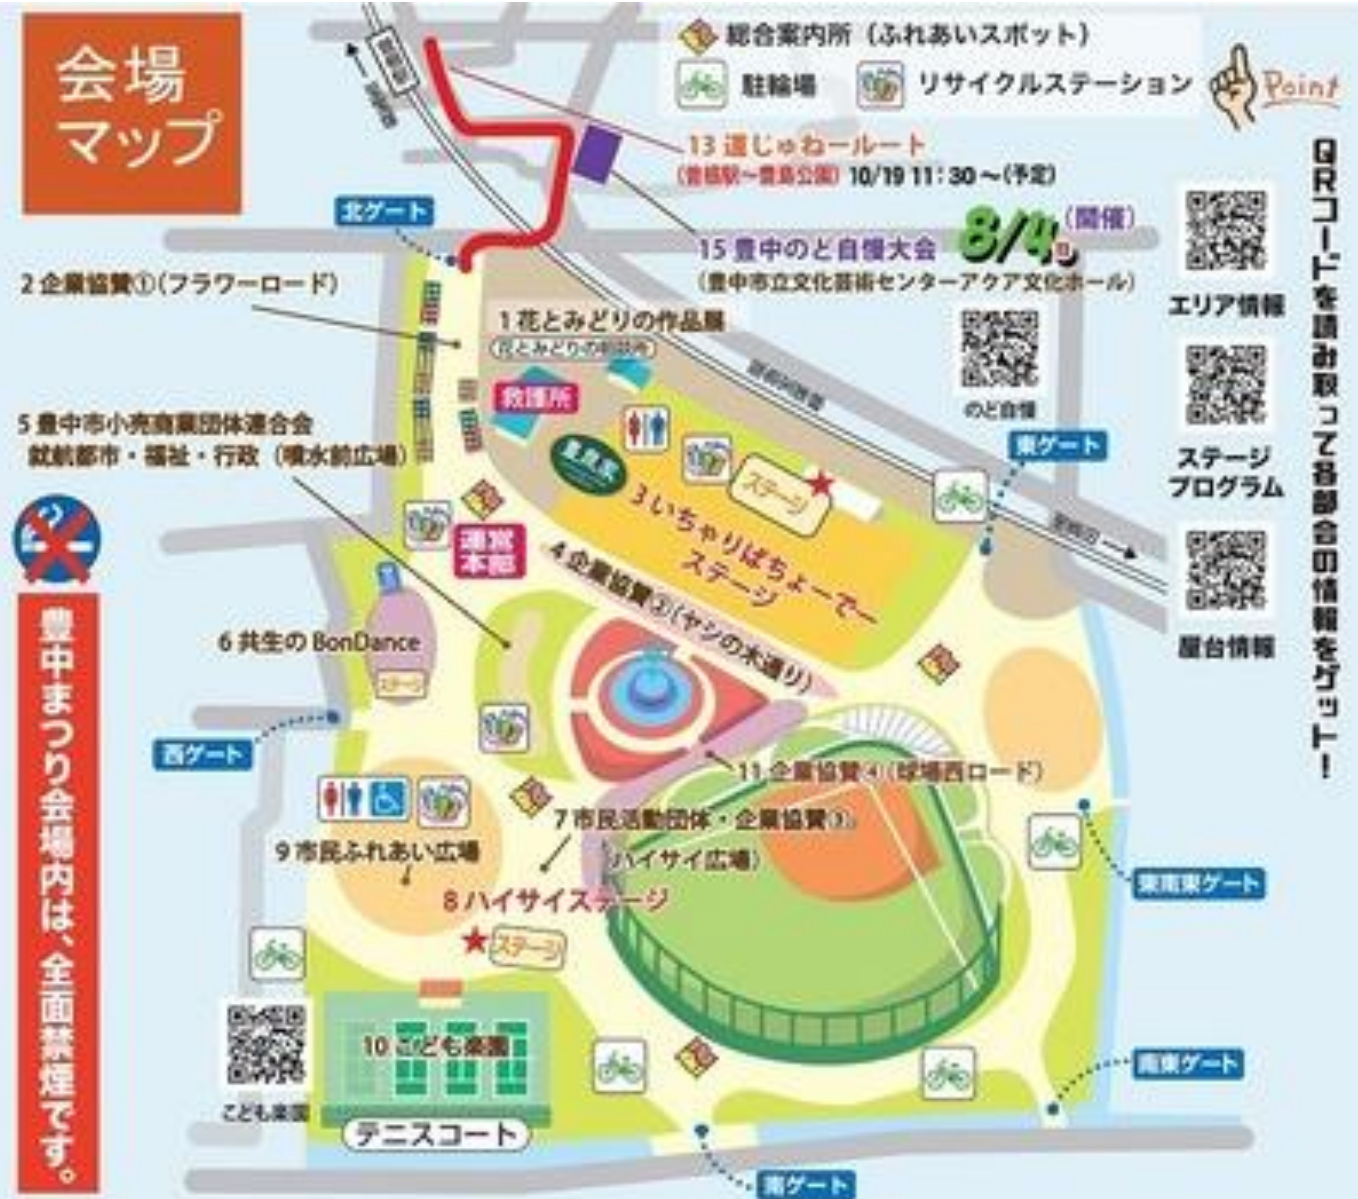 会場
マップ
総合案内所（ふれあいスポット）
駐輪場
リサイクルステーション
Point
QRコードを読み取って各部会の情報をゲット！
13 道じゅねールート
（曽根駅〜豊島公園）10/19 11：30〜（予定）
15 豊中のど自慢大会 8/4（開催）
（豊中市立文化芸術センターアクア文化ホール）
エリア情報
のど自慢
ステージ
プログラム
屋台情報
北ゲート
2 企業協賛①（フラワーロード）
1 花とみどりの作品展
花とみどりの相談所
救護所
5 豊中市小売商業団体連合会
就航都市・福祉・行政（噴水前広場）
東ゲート
ステージ
3 いちゃりばちょーでー
ステージ
運営
本部
4 企業協賛②（ヤシの木通り）
6 共生の BonDance
ステージ
西ゲート
11 企業協賛④（球場西ロード）
7 市民活動団体・企業協賛③
（ハイサイ広場）
9 市民ふれあい広場
8 ハイサイステージ
ステージ
東南東ゲート
10 こども楽園
こども楽園
テニスコート
南東ゲート
南ゲート
豊中まつり会場内は、全面禁煙です。